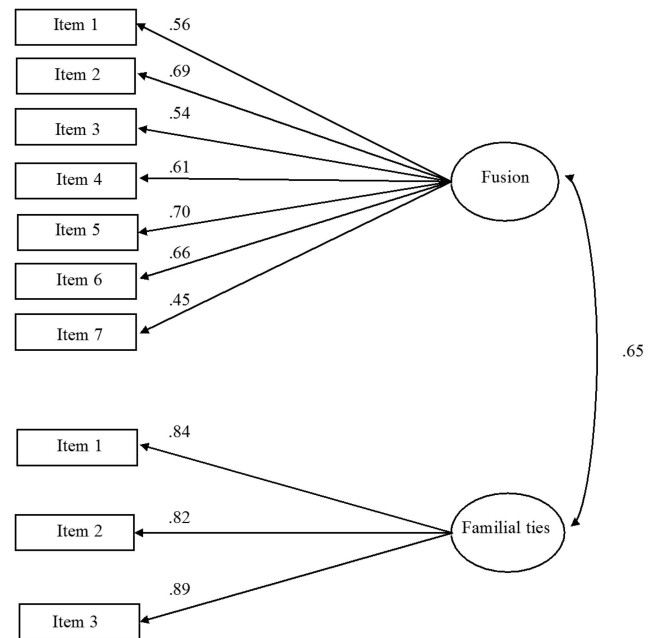 Item 1
.56
Item 2
.69
Item 3
.54
Item 4
.61
Item 5
.70
Item 6
.66
Item 7
.45
Fusion
.65
Item 1
.84
Item 2
.82
Item 3
.89
Familial ties